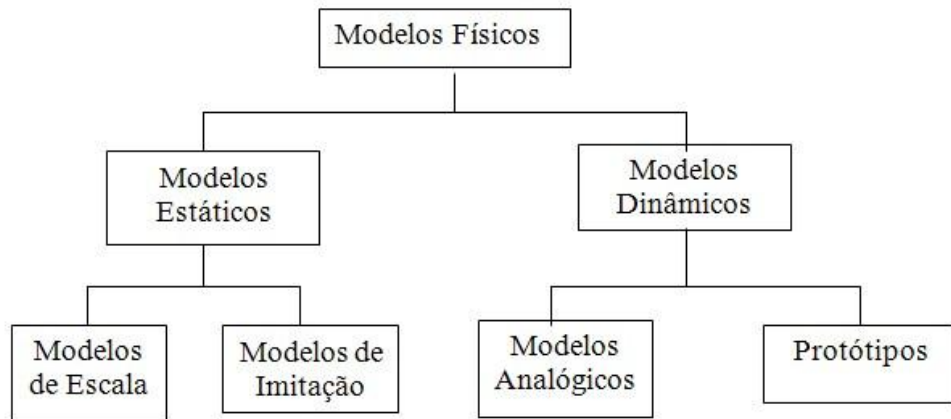 Modelos Físicos
Modelos
Estáticos
Modelos
Dinâmicos
Modelos
de Escala
Modelos de
Imitação
Modelos
Analógicos
Protótipos